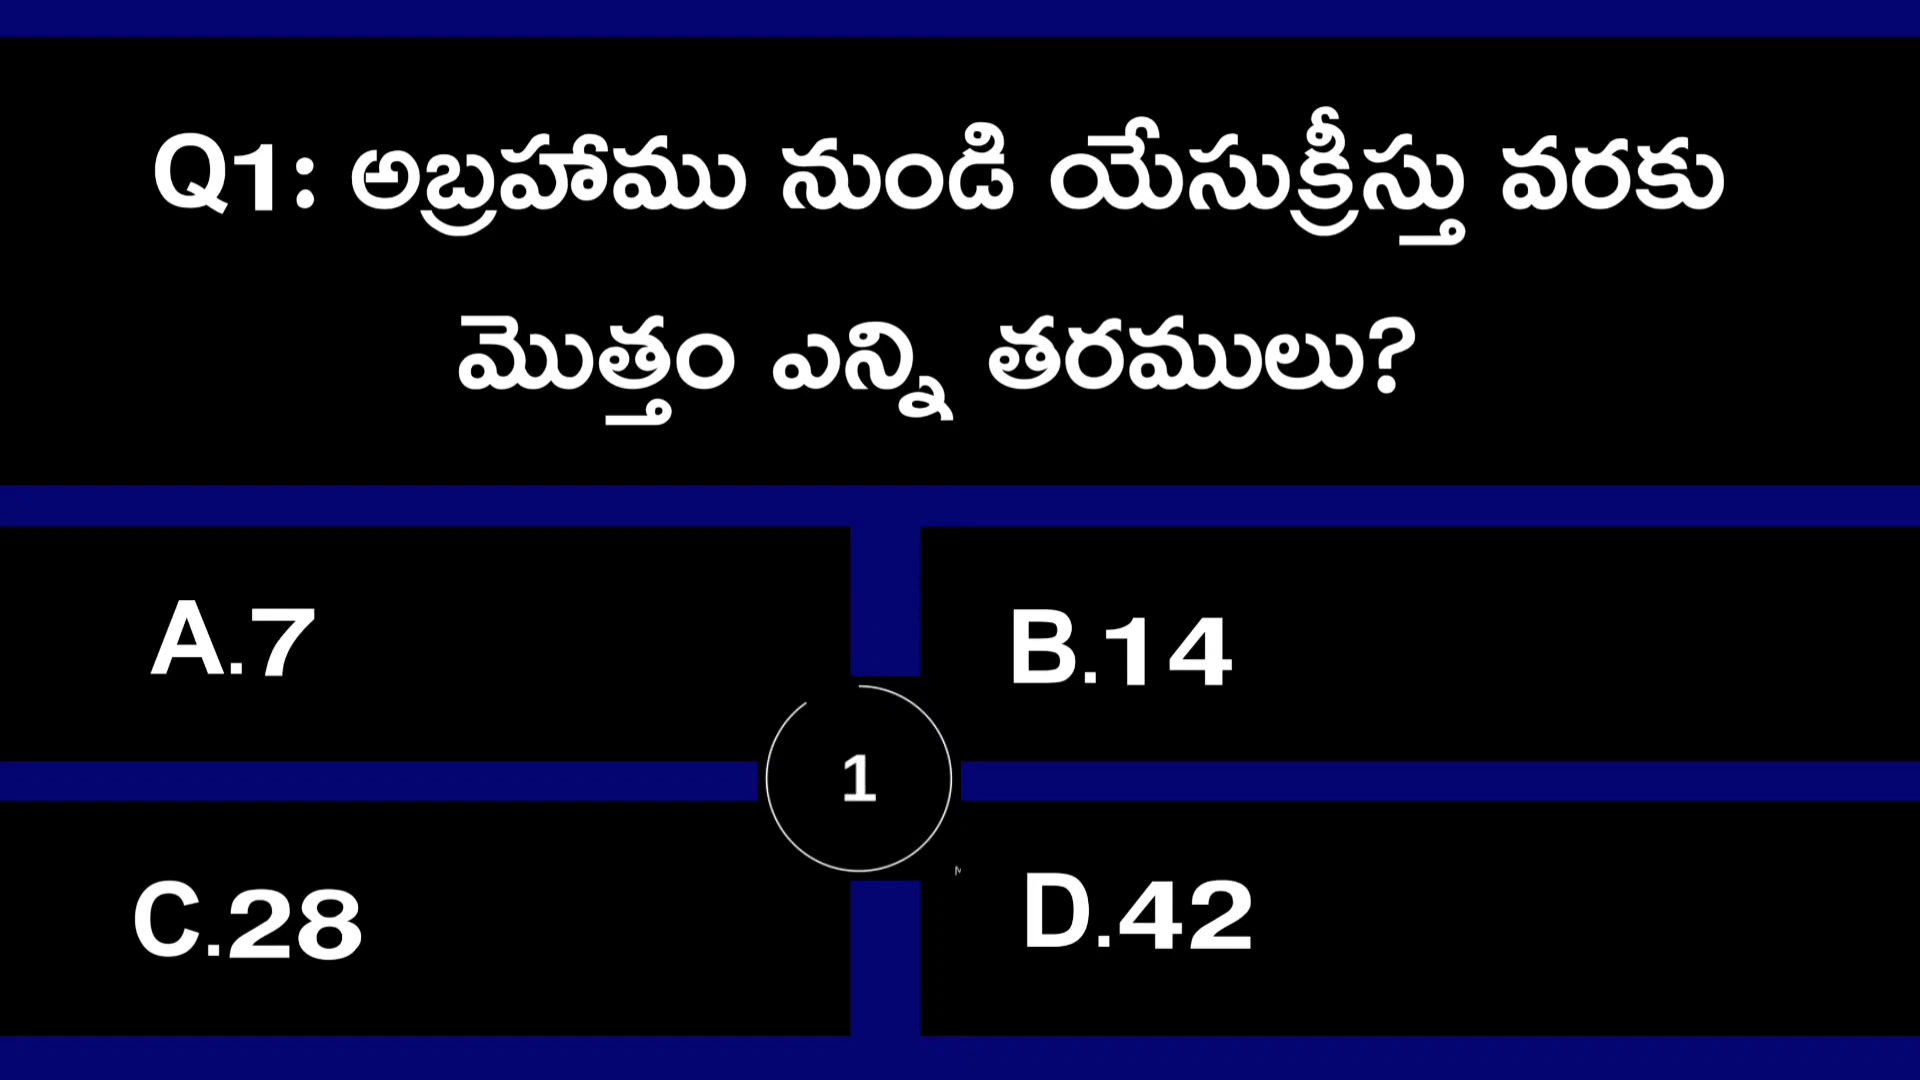 Q1: అబ్రహాము నుండి యేసుక్రీస్తు వరకు
మొత్తం ఎన్ని తరములు?
A.7
B.14
1
C.28
D.42